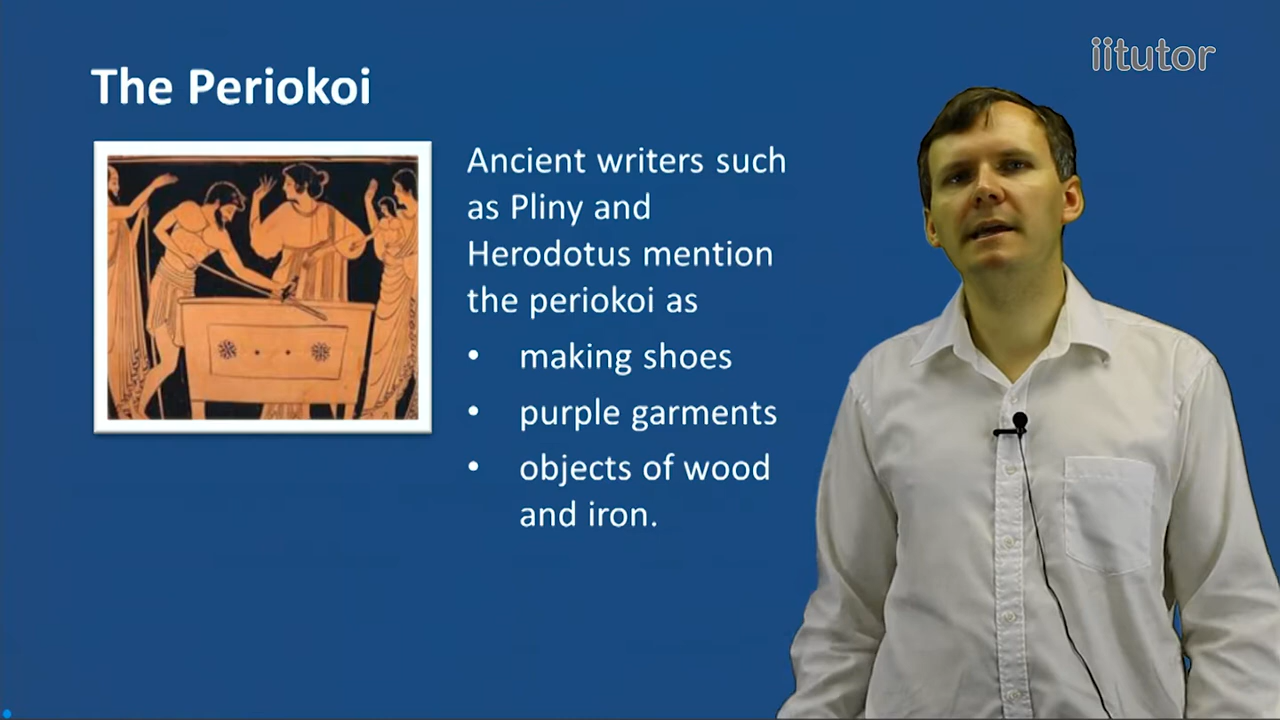 iitutor
The Periokoi
Ancient writers such
as Pliny and
Herodotus mention
the periokoi as
• making shoes
• purple garments
• objects of wood
and iron.